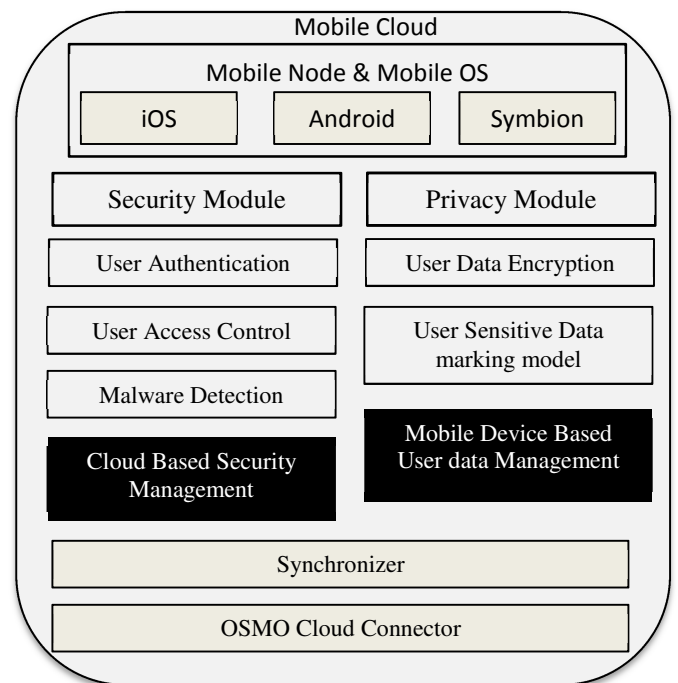 Mobile Cloud
Mobile Node & Mobile OS
iOS
Android
Symbion
Security Module
Privacy Module
User Authentication
User Data Encryption
User Access Control
User Sensitive Data
marking model
Malware Detection
Mobile Device Based
User data Management
Cloud Based Security
Management
Synchronizer
OSMO Cloud Connector